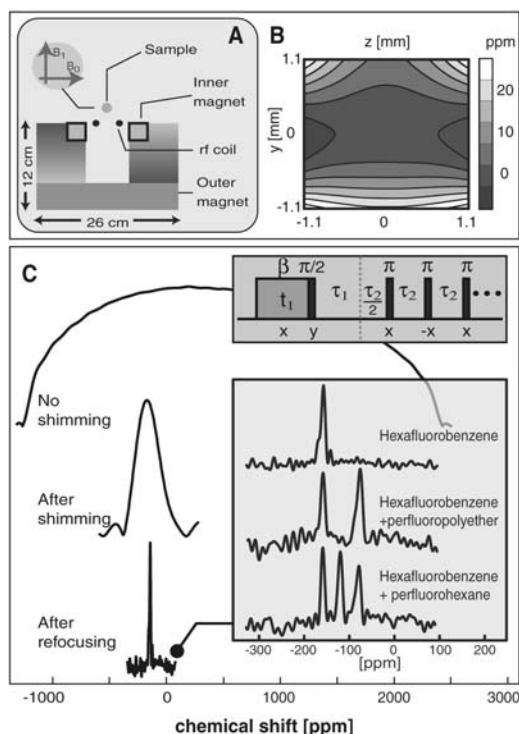 A
B₁
B₀
Sample
Inner
magnet
rf coil
Outer
magnet
12 cm
26 cm
B
z [mm]
ppm
1.1
y [mm]
0
-1.1
-1.1
0
1.1
20
10
0
C
β π/2 π π π
t₁ τ₁ τ₂/2 τ₂ τ₂ •••
x y x -x x
No
shimming
After
shimming
After
refocusing
Hexafluorobenzene
Hexafluorobenzene
+perfluoropolyether
Hexafluorobenzene
+ perfluorohexane
-300 -200 -100 0 100 200
[ppm]
-1000 0 1000 2000 3000
chemical shift [ppm]